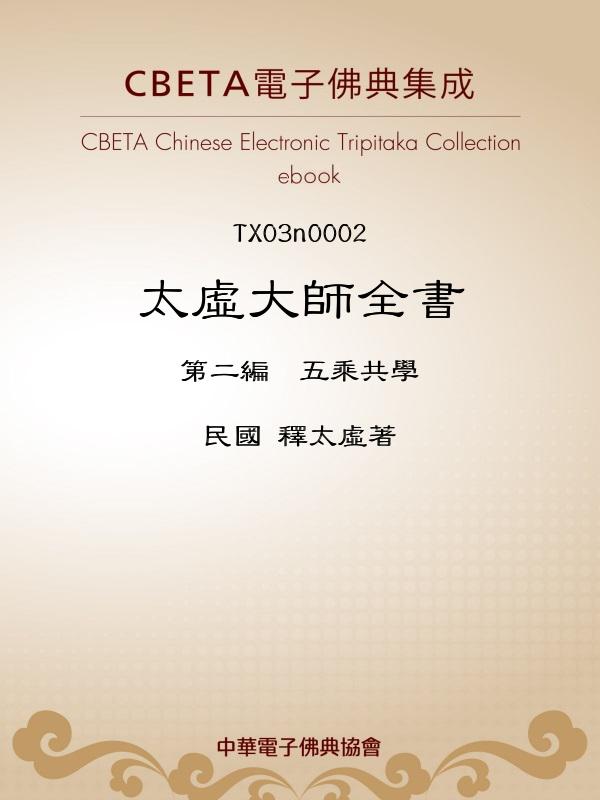 CBETA電子佛典集成
CBETA Chinese Electronic Tripitaka Collection
ebook
TX03n0002
太虛大師全書
第二編　五乘共學
民國 釋太虛著
中華電子佛典協會